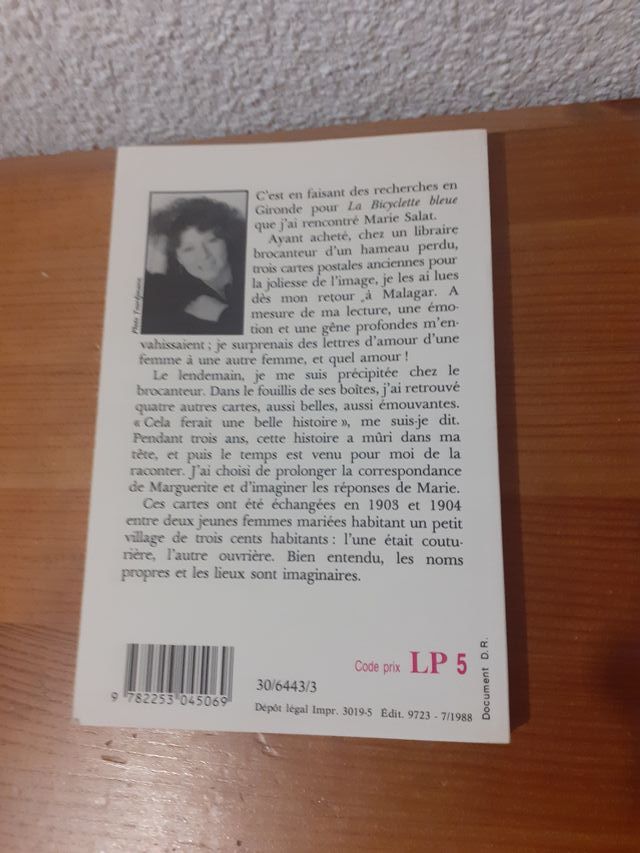 C'est en faisant des recherches en
Gironde pour La Bicyclette bleue
que j'ai rencontré Marie Salat.
Ayant acheté, chez un libraire
brocanteur d'un hameau perdu,
trois cartes postales anciennes pour
la joliesse de l'image, je les ai lues
dès mon retour à Malagar. A
mesure de ma lecture, une émo-
tion et une gêne profondes m'en-
vahissaient ; je surprenais des lettres d'amour d'une
femme à une autre femme, et quel amour !
Le lendemain, je me suis précipitée chez le
brocanteur. Dans le fouillis de ses boîtes, j'ai retrouvé
quatre autres cartes, aussi belles, aussi émouvantes.
« Cela ferait une belle histoire », me suis-je dit.
Pendant trois ans, cette histoire a mûri dans ma
tête, et puis le temps est venu pour moi de la
raconter. J'ai choisi de prolonger la correspondance
de Marguerite et d'imaginer les réponses de Marie.
Ces cartes ont été échangées en 1903 et 1904
entre deux jeunes femmes mariées habitant un petit
village de trois cents habitants : l'une était coutu-
rière, l'autre ouvrière. Bien entendu, les noms
propres et les lieux sont imaginaires.
9 782253 045069
30/6443/3
Code prix LP 5
Dépôt légal Impr. 3019-5 Édit. 9723 - 7/1988
Document D.R.
Photo